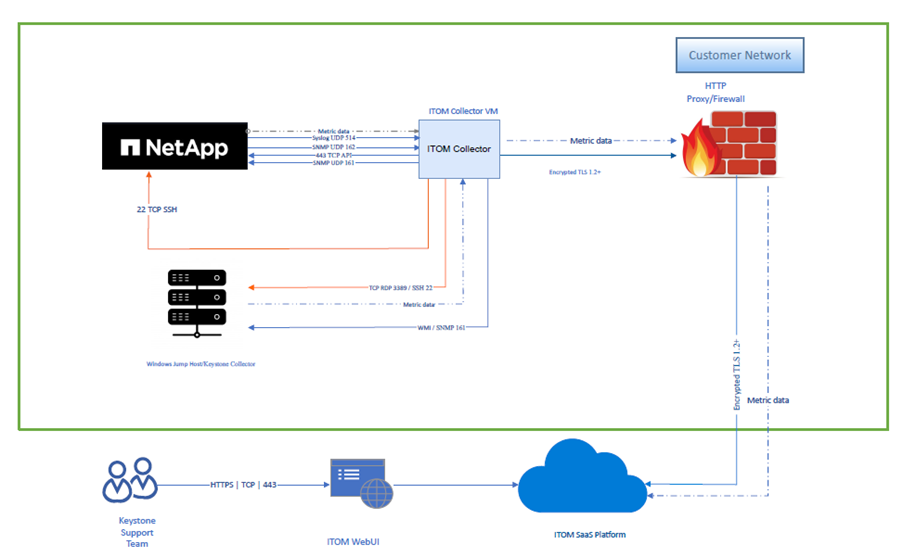 Customer Network
HTTP
Proxy/Firewall
ITOM Collector VM
NetApp
ITOM Collector
Metric data
Syslog UDP 514
SNMP UDP 162
443 TCP API
SNMP UDP 161
Metric data
Encrypted TLS 1.2+
22 TCP SSH
TCP RDP 3389 / SSH 22
Metric data
WMI / SNMP 161
Windows Jump Host/Keystone Collector
Encrypted TLS 1.2+
Metric data
HTTPS | TCP | 443
Keystone
Support
Team
ITOM WebUI
ITOM SaaS Platform